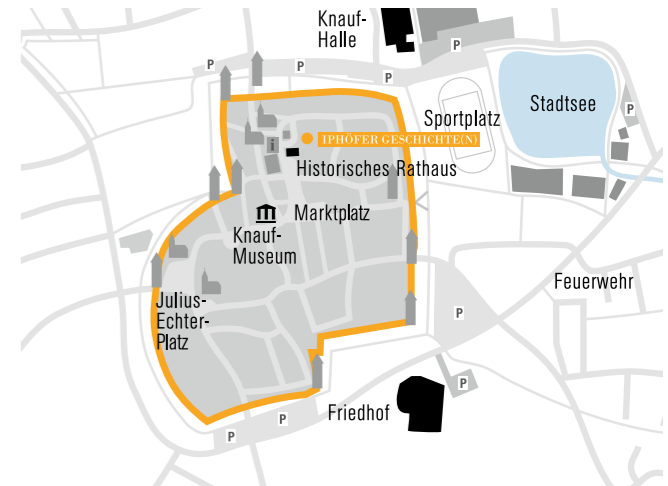 Knauf-
Halle
P
P
P
P
P
Sportplatz
Stadtsee
IPHÖFER GESCHICHTE(N)
i
Historisches Rathaus
Marktplatz
Knauf-
Museum
Feuerwehr
Julius-
Echter-
Platz
P
P
Friedhof
P
P